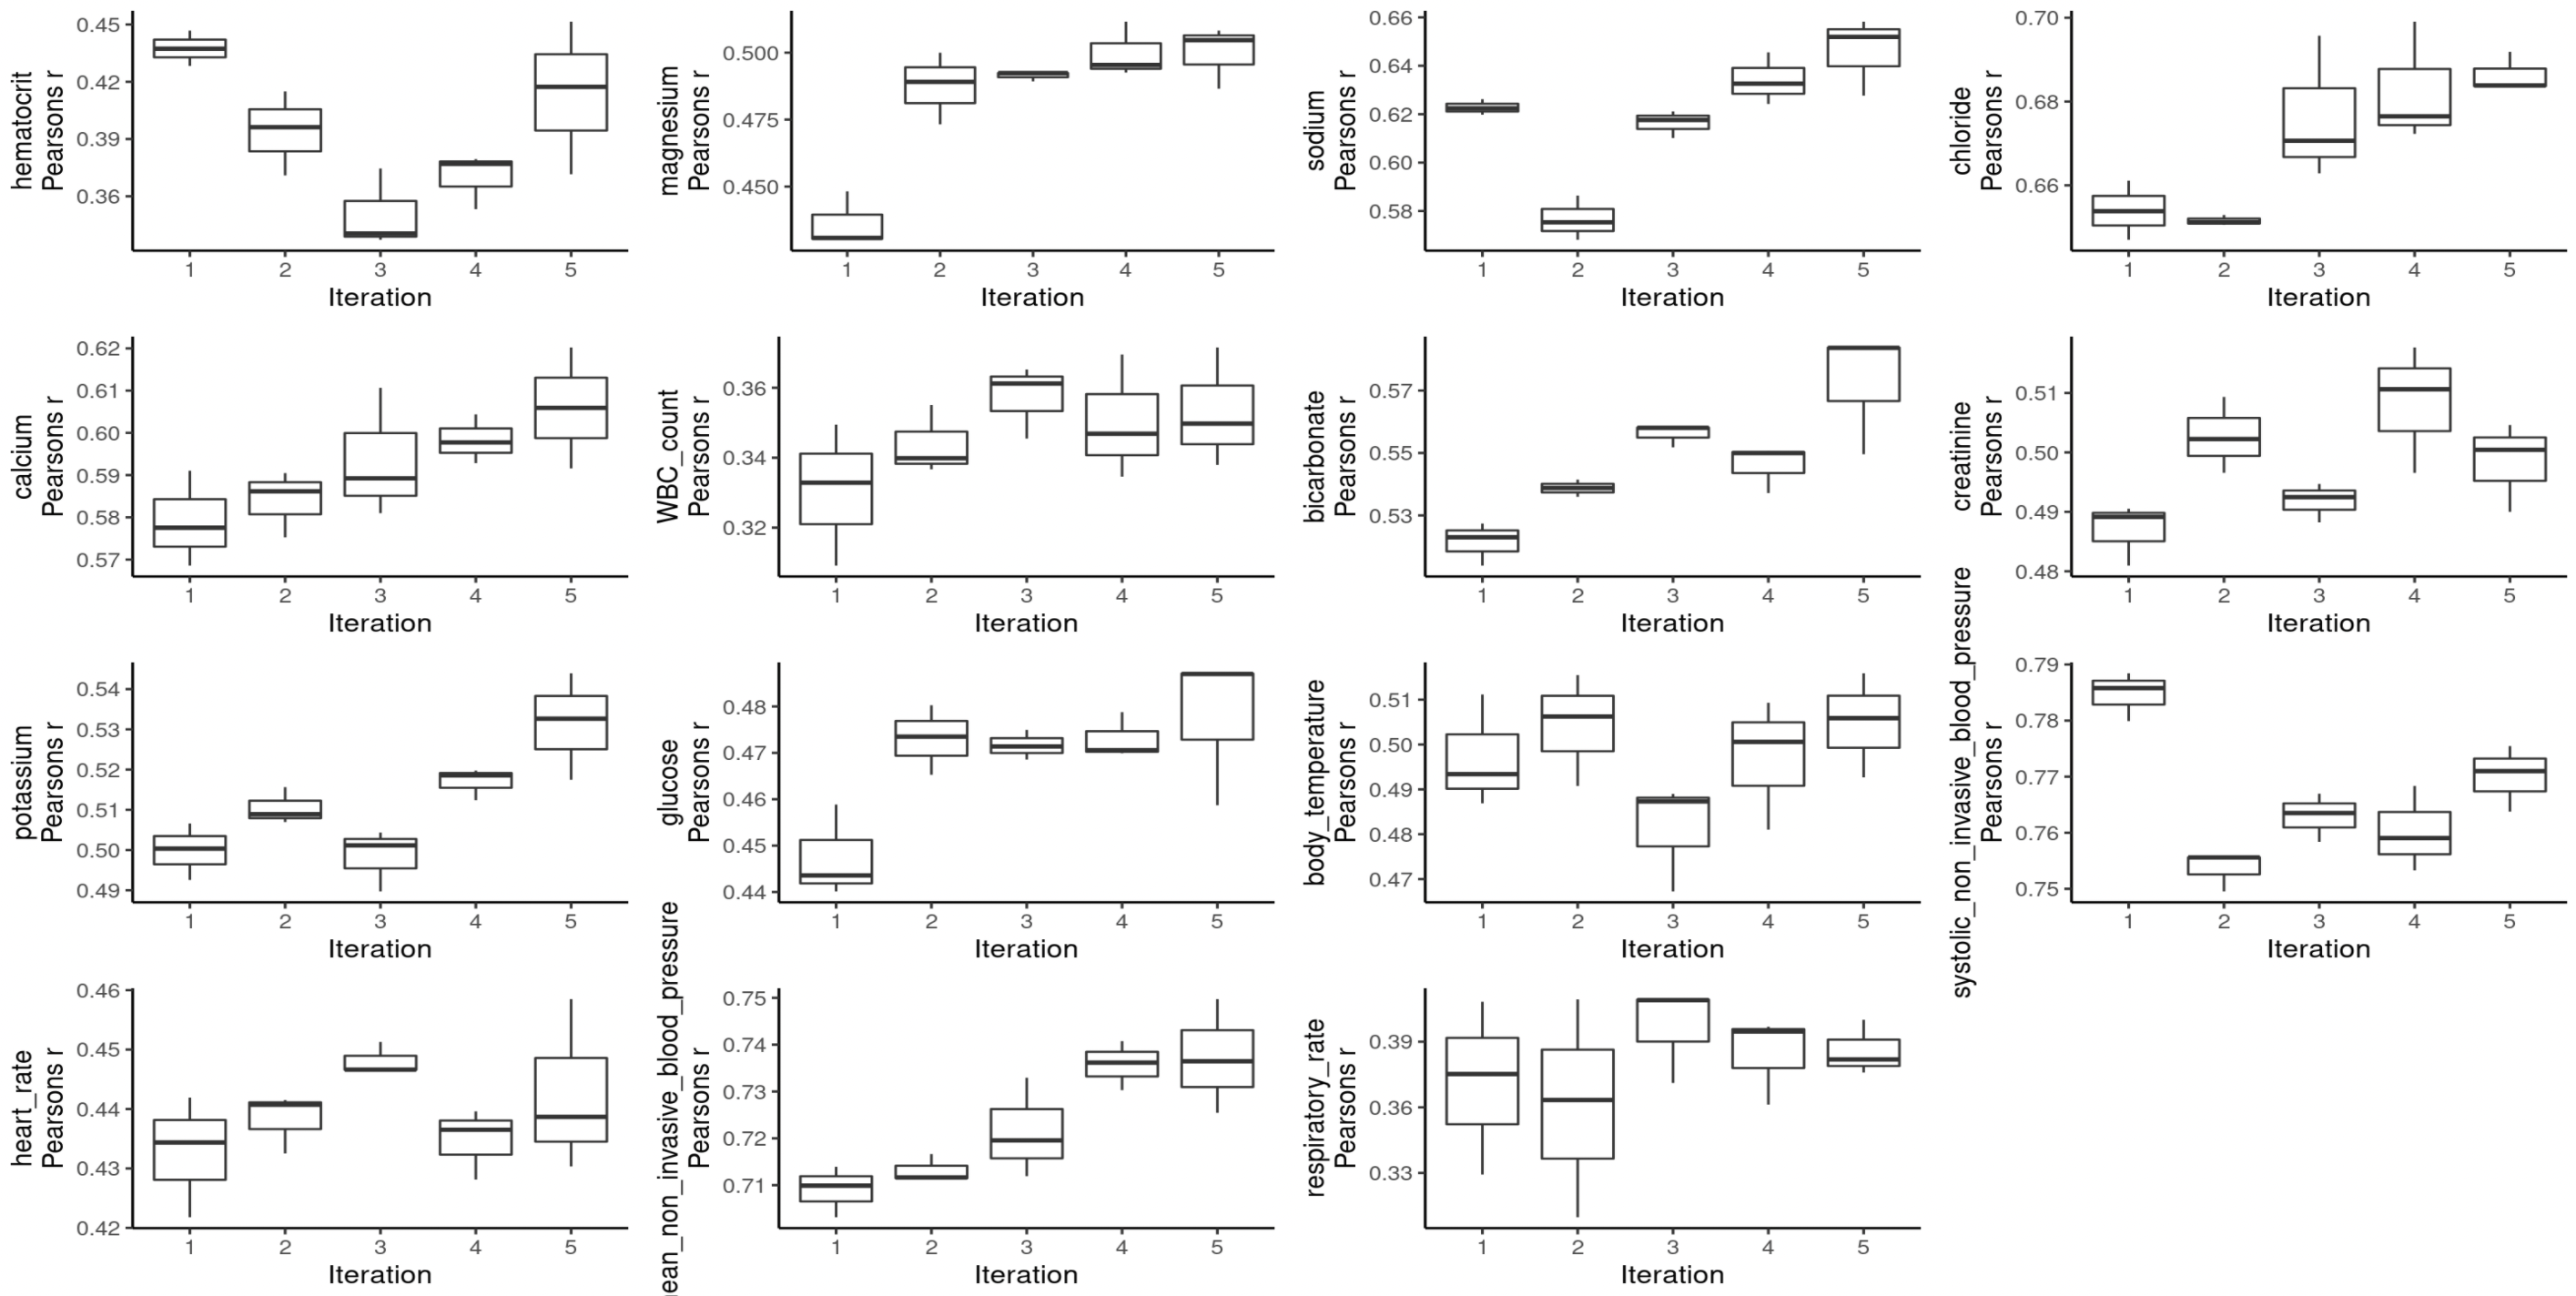 hematocrit
Pearsons r
0.45
0.42
0.39
0.36
1 2 3 4 5
Iteration
magnesium
Pearsons r
0.500
0.475
0.450
1 2 3 4 5
Iteration
sodium
Pearsons r
0.66
0.64
0.62
0.60
0.58
1 2 3 4 5
Iteration
chloride
Pearsons r
0.70
0.68
0.66
1 2 3 4 5
Iteration
calcium
Pearsons r
0.62
0.61
0.60
0.59
0.58
0.57
1 2 3 4 5
Iteration
WBC_count
Pearsons r
0.36
0.34
0.32
1 2 3 4 5
Iteration
bicarbonate
Pearsons r
0.57
0.55
0.53
1 2 3 4 5
Iteration
creatinine
Pearsons r
0.51
0.50
0.49
0.48
1 2 3 4 5
Iteration
potassium
Pearsons r
0.54
0.53
0.52
0.51
0.50
0.49
1 2 3 4 5
Iteration
glucose
Pearsons r
0.48
0.47
0.46
0.45
0.44
1 2 3 4 5
Iteration
body_temperature
Pearsons r
0.51
0.50
0.49
0.48
0.47
1 2 3 4 5
Iteration
systolic_non_invasive_blood_pressure
Pearsons r
0.79
0.78
0.77
0.76
0.75
1 2 3 4 5
Iteration
heart_rate
Pearsons r
0.46
0.45
0.44
0.43
0.42
1 2 3 4 5
Iteration
ean_non_invasive_blood_pressure
Pearsons r
0.75
0.74
0.73
0.72
0.71
1 2 3 4 5
Iteration
respiratory_rate
Pearsons r
0.39
0.36
0.33
1 2 3 4 5
Iteration